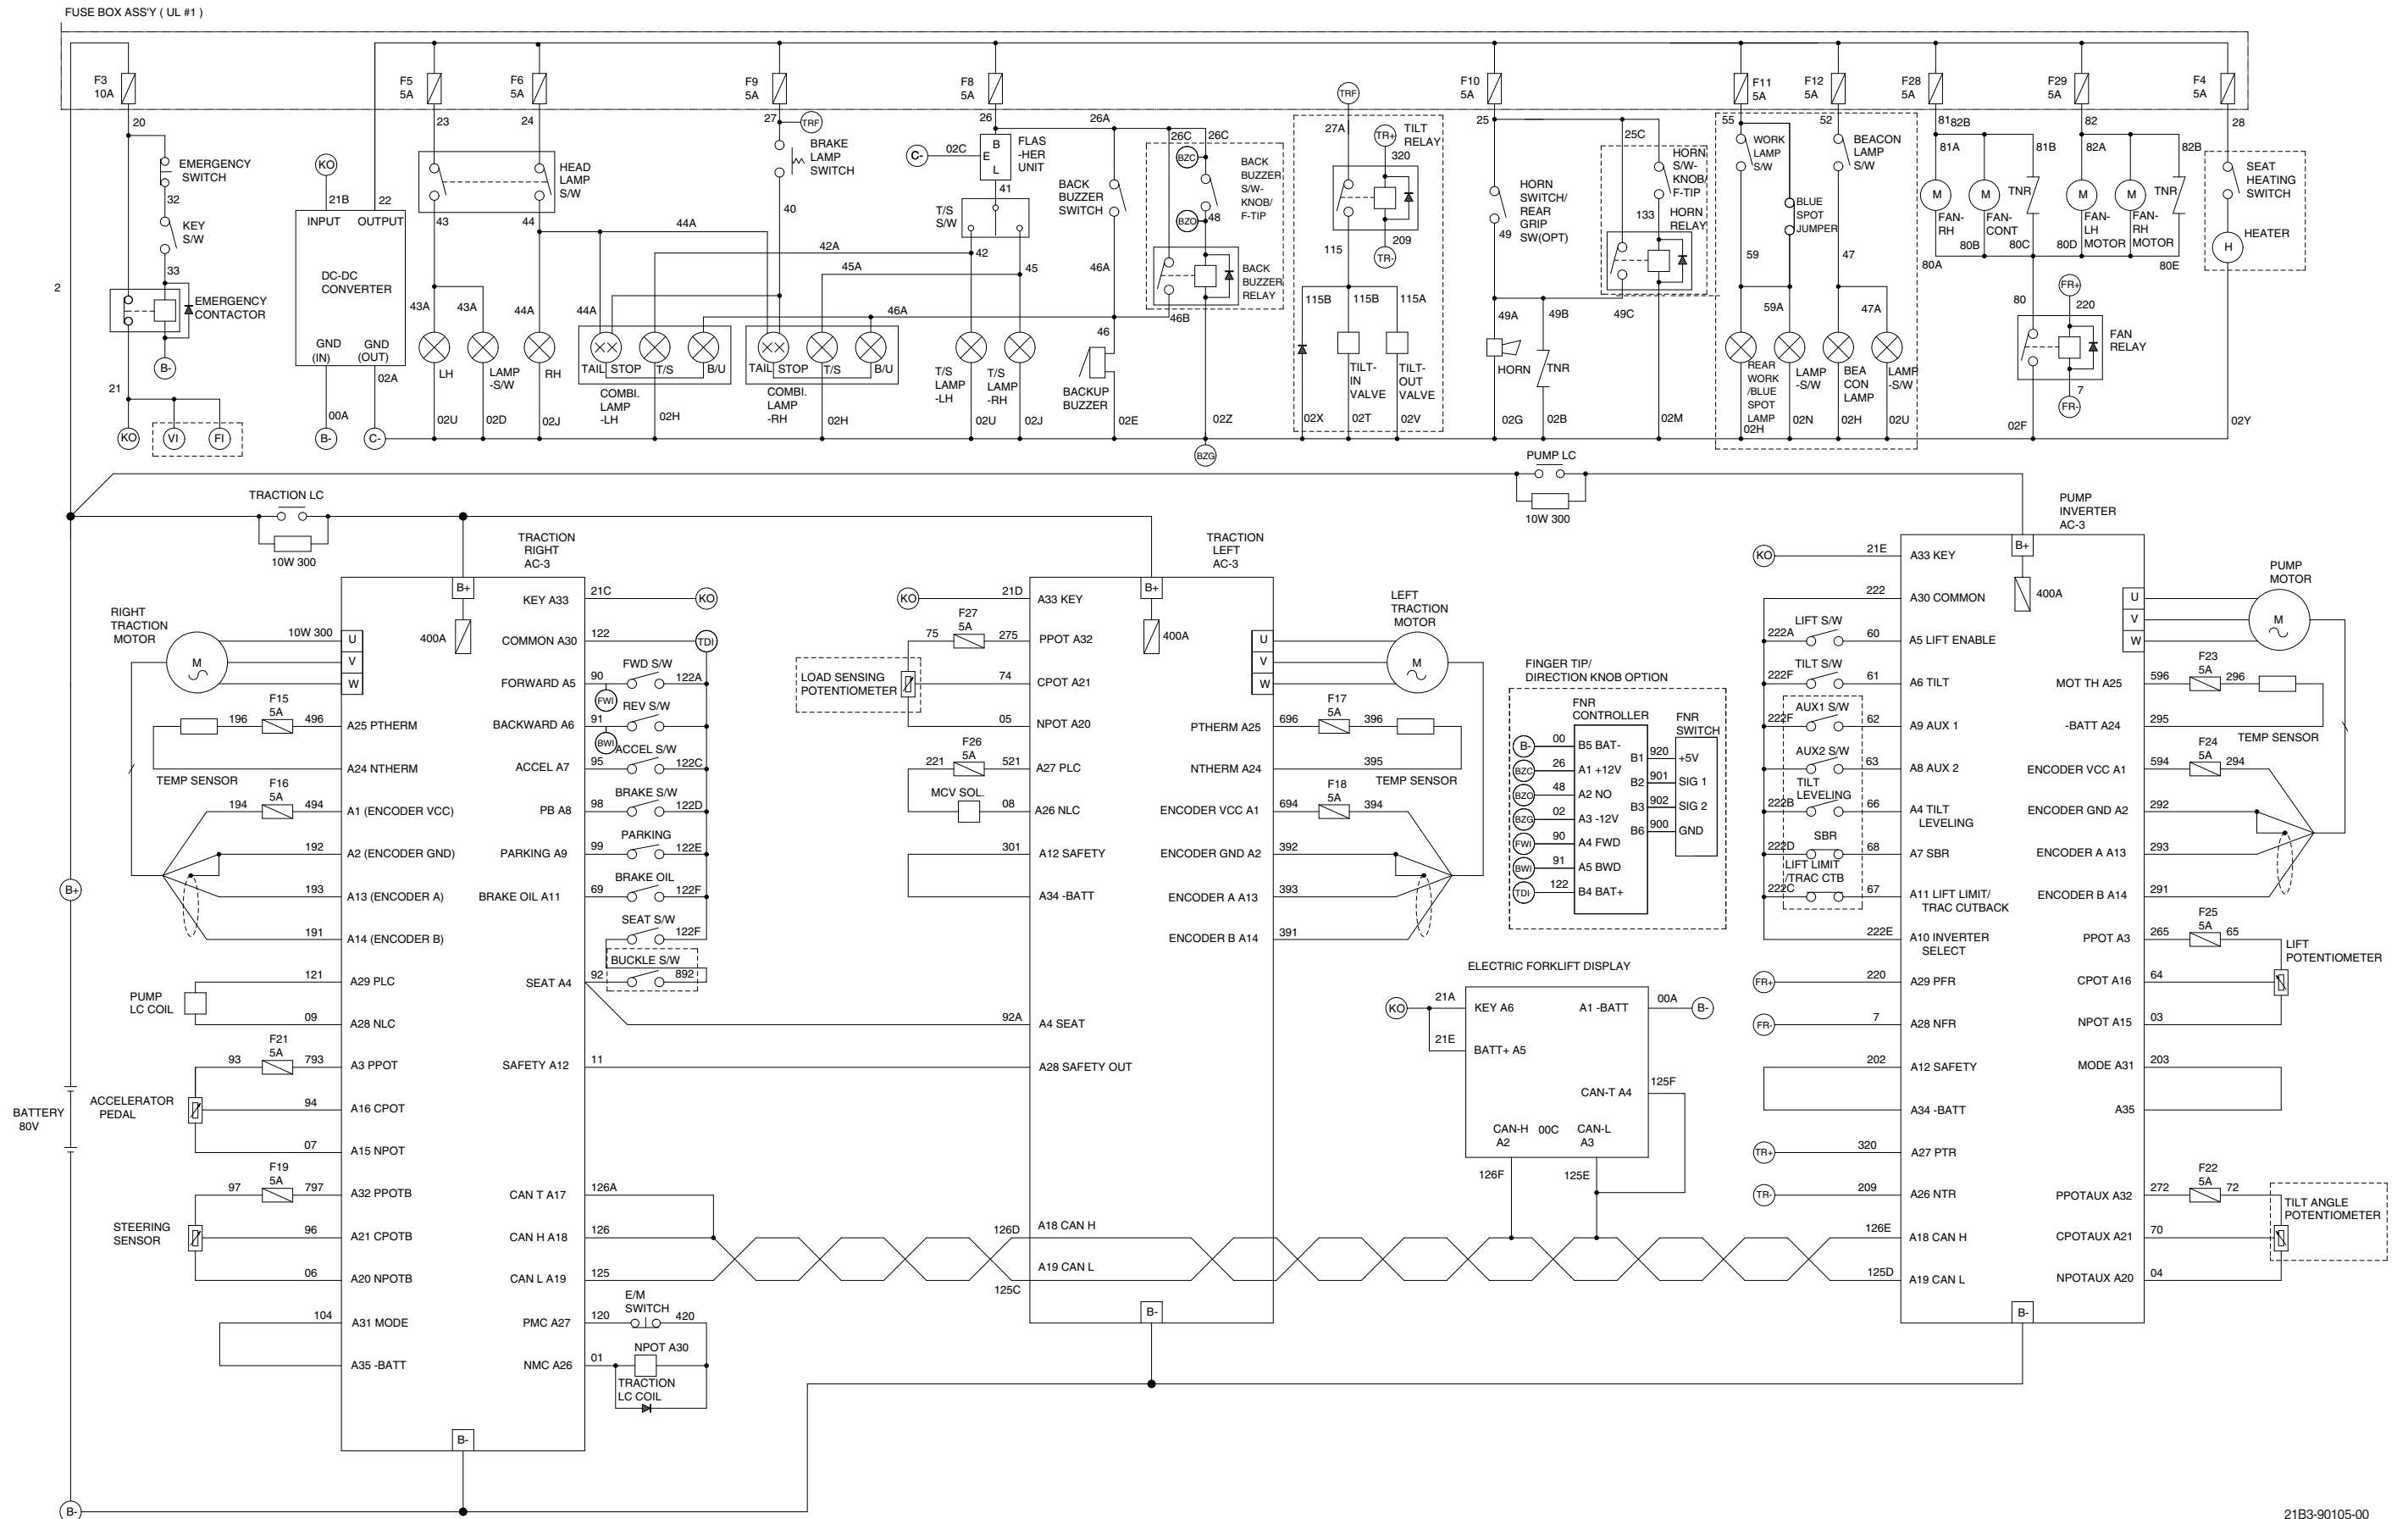 FUSE BOX ASS'Y ( UL #1 )
F3
10A
F5
5A
F6
5A
F9
5A
F8
5A
F10
5A
F11
5A
F12
5A
F28
5A
F29
5A
F4
5A
TRF
20
23
24
27
TRF
26
26A
25
55
52
81
82B
82
28
EMERGENCY
SWITCH
32
KEY
S/W
33
EMERGENCY
CONTACTOR
B-
21
KO
VI
FI
2
KO
21B
22
INPUT
OUTPUT
DC-DC
CONVERTER
GND
(IN)
GND
(OUT)
00A
02A
B-
C-
HEAD
LAMP
S/W
43
44
43A
43A
44A
LH
LAMP
-S/W
RH
02U
02D
02J
BRAKE
LAMP
SWITCH
40
44A
42A
45A
46A
44A
TAIL
STOP
T/S
B/U
COMBI.
LAMP
-LH
02H
TAIL
STOP
T/S
B/U
COMBI.
LAMP
-RH
02H
C-
02C
B
E
L
FLAS
-HER
UNIT
41
T/S
S/W
42
45
T/S
LAMP
-LH
T/S
LAMP
-RH
02U
02J
BACK
BUZZER
SWITCH
46A
46
BACKUP
BUZZER
02E
26C
26C
BZC
BZO
48
BACK
BUZZER
S/W-
KNOB/
F-TIP
BACK
BUZZER
RELAY
46B
02Z
BZG
27A
TR+
TILT
RELAY
320
209
TR-
115
115B
115B
115A
TILT-
IN
VALVE
TILT-
OUT
VALVE
02X
02T
02V
HORN
SWITCH/
REAR
GRIP
SW(OPT)
49
49A
49B
49C
HORN
TNR
02G
02B
25C
HORN
S/W-
KNOB/
F-TIP
133
HORN
RELAY
02M
WORK
LAMP
S/W
BLUE
SPOT
JUMPER
59
59A
REAR
WORK
/BLUE
SPOT
LAMP
02H
LAMP
-S/W
02N
BEACON
LAMP
S/W
47
47A
BEA
CON
LAMP
LAMP
-S/W
02H
02U
81A
81B
M
M
TNR
FAN-
RH
FAN-
CONT
80A
80B
80C
82A
82B
M
M
TNR
FAN-
LH
MOTOR
FAN-
RH
MOTOR
80D
80E
80
FR+
220
FAN
RELAY
7
FR-
02F
SEAT
HEATING
SWITCH
H
HEATER
02Y
TRACTION LC
10W 300
PUMP LC
10W 300
B+
BATTERY
80V
B-
TRACTION
RIGHT
AC-3
B+
400A
RIGHT
TRACTION
MOTOR
M
10W 300
U
V
W
F15
5A
196
496
A25 PTHERM
A24 NTHERM
TEMP SENSOR
F16
5A
194
494
A1 (ENCODER VCC)
192
A2 (ENCODER GND)
193
A13 (ENCODER A)
191
A14 (ENCODER B)
121
A29 PLC
PUMP
LC COIL
09
A28 NLC
F21
5A
93
793
A3 PPOT
ACCELERATOR
PEDAL
94
A16 CPOT
07
A15 NPOT
F19
5A
97
797
A32 PPOTB
STEERING
SENSOR
96
A21 CPOTB
06
A20 NPOTB
104
A31 MODE
A35 -BATT
KEY A33
21C
KO
COMMON A30
122
TDI
FORWARD A5
90
FWD S/W
122A
FWI
BACKWARD A6
91
REV S/W
BWI
ACCEL A7
95
ACCEL S/W
122C
PB A8
98
BRAKE S/W
122D
PARKING A9
99
PARKING
122E
BRAKE OIL A11
69
BRAKE OIL
122F
SEAT S/W
122F
BUCKLE S/W
SEAT A4
92
892
SAFETY A12
11
CAN T A17
126A
CAN H A18
126
CAN L A19
125
PMC A27
120
E/M
SWITCH
420
NMC A26
01
NPOT A30
TRACTION
LC COIL
B-
TRACTION
LEFT
AC-3
B+
400A
KO
21D
A33 KEY
F27
5A
75
275
PPOT A32
LOAD SENSING
POTENTIOMETER
74
CPOT A21
05
NPOT A20
F26
5A
221
521
A27 PLC
MCV SOL.
08
A26 NLC
301
A12 SAFETY
A34 -BATT
92A
A4 SEAT
A28 SAFETY OUT
126D
A18 CAN H
A19 CAN L
125C
B-
LEFT
TRACTION
MOTOR
M
U
V
W
PTHERM A25
696
F17
5A
396
NTHERM A24
395
TEMP SENSOR
ENCODER VCC A1
694
F18
5A
394
ENCODER GND A2
392
ENCODER A A13
393
ENCODER B A14
391
FINGER TIP/
DIRECTION KNOB OPTION
FNR
CONTROLLER
FNR
SWITCH
B-
00
B5 BAT-
BZC
26
A1 +12V
BZO
48
A2 NO
BZG
02
A3 -12V
FWI
90
A4 FWD
BWI
91
A5 BWD
TDI
122
B4 BAT+
B1
920
+5V
B2
901
SIG 1
B3
902
SIG 2
B6
900
GND
ELECTRIC FORKLIFT DISPLAY
KO
21A
KEY A6
21E
BATT+ A5
A1 -BATT
00A
B-
CAN-T A4
125F
CAN-H
A2
00C
CAN-L
A3
126F
125E
PUMP
INVERTER
AC-3
B+
400A
KO
21E
A33 KEY
222
A30 COMMON
LIFT S/W
222A
60
A5 LIFT ENABLE
TILT S/W
222F
61
A6 TILT
AUX1 S/W
222F
62
A9 AUX 1
AUX2 S/W
63
A8 AUX 2
TILT
LEVELING
222B
66
A4 TILT
LEVELING
SBR
222D
68
A7 SBR
LIFT LIMIT
/TRAC CTB
222C
67
A11 LIFT LIMIT/
TRAC CUTBACK
222E
A10 INVERTER
SELECT
FR+
220
A29 PFR
FR-
7
A28 NFR
202
A12 SAFETY
A34 -BATT
TR+
320
A27 PTR
TR-
209
A26 NTR
126E
A18 CAN H
125D
A19 CAN L
B-
PUMP
MOTOR
M
U
V
W
MOT TH A25
596
F23
5A
296
-BATT A24
295
TEMP SENSOR
ENCODER VCC A1
594
F24
5A
294
ENCODER GND A2
292
ENCODER A A13
293
ENCODER B A14
291
PPOT A3
265
F25
5A
65
LIFT
POTENTIOMETER
CPOT A16
64
NPOT A15
03
MODE A31
203
A35
PPOTAUX A32
272
F22
5A
72
TILT ANGLE
POTENTIOMETER
CPOTAUX A21
70
NPOTAUX A20
04
21B3-90105-00